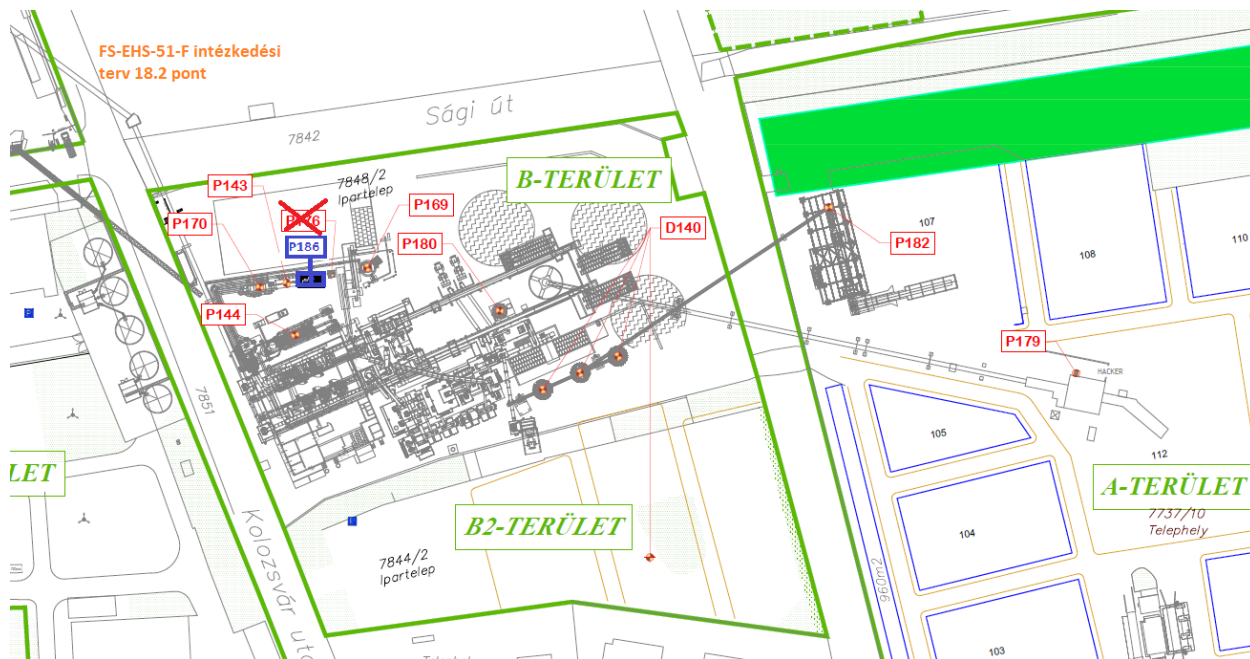 FS-EHS-51-F intézkedési
terv 18.2 pont
Sági út
7842
7848/2
Ipartelep
B-TERÜLET
P143
P170
P186
P169
P180
D140
P144
P182
107
108
110
P179
HACKER
7851
105
112
LET
A-TERÜLET
7737/10
Telephely
B2-TERÜLET
104
7844/2
Ipartelep
Kolozsvár utc
960m2
103
P